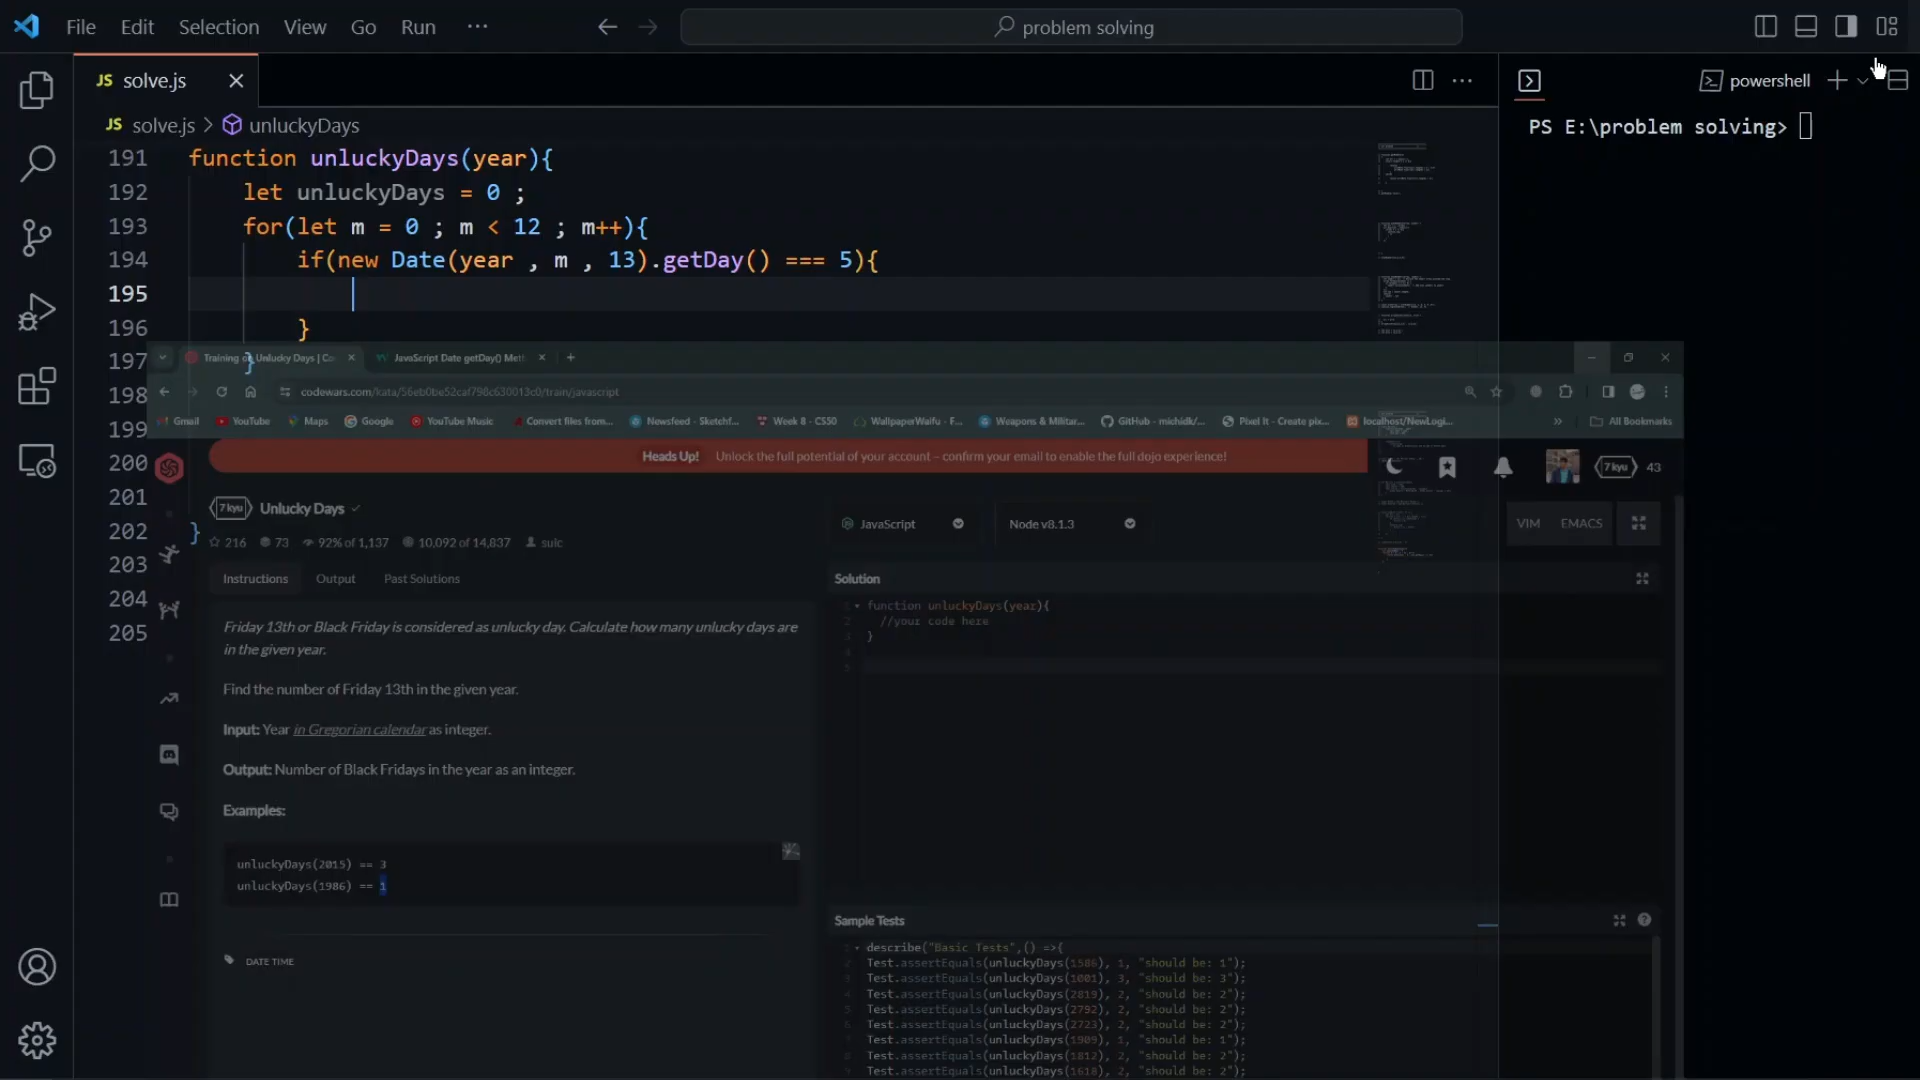 File Edit Selection View Go Run ···
problem solving
JS solve.js
powershell
JS solve.js > unluckyDays
PS E:\problem solving>
191 function unluckyDays(year){
192 let unluckyDays = 0 ;
193 for(let m = 0 ; m < 12 ; m++){
194 if(new Date(year , m , 13).getDay() === 5){
195
196 }
197 }
198
199
200
201
202 }
203
204
205
Training on Unlucky Days | Co
JavaScript Date getDay() Meth
codewars.com/kata/56eb0be52caf798c630013c0/train/javascript
Gmail YouTube Maps Google YouTube Music Convert files from... Newsfeed - Sketchf... Week 8 - CS50 WallpaperWaifu - F... Weapons & Militar... GitHub - michidk/... Pixel It - Create pix... localhost/NewLogi... » All Bookmarks
Heads Up! Unlock the full potential of your account – confirm your email to enable the full dojo experience!
7 kyu 43
7 kyu Unlucky Days
JavaScript Node v8.1.3 VIM EMACS
216 73 92% of 1,137 10,092 of 14,837 suic
Instructions Output Past Solutions
Solution
1 function unluckyDays(year){
2 //your code here
3 }
4
5
Friday 13th or Black Friday is considered as unlucky day. Calculate how many unlucky days are
in the given year.
Find the number of Friday 13th in the given year.
Input: Year in Gregorian calendar as integer.
Output: Number of Black Fridays in the year as an integer.
Examples:
unluckyDays(2015) == 3
unluckyDays(1986) == 1
DATE TIME
Sample Tests
1 describe("Basic Tests",() =>{
2 Test.assertEquals(unluckyDays(1586), 1, "should be: 1");
3 Test.assertEquals(unluckyDays(1001), 3, "should be: 3");
4 Test.assertEquals(unluckyDays(2819), 2, "should be: 2");
5 Test.assertEquals(unluckyDays(2792), 2, "should be: 2");
6 Test.assertEquals(unluckyDays(2723), 2, "should be: 2");
7 Test.assertEquals(unluckyDays(1909), 1, "should be: 1");
8 Test.assertEquals(unluckyDays(1812), 2, "should be: 2");
9 Test.assertEquals(unluckyDays(1618), 2, "should be: 2");